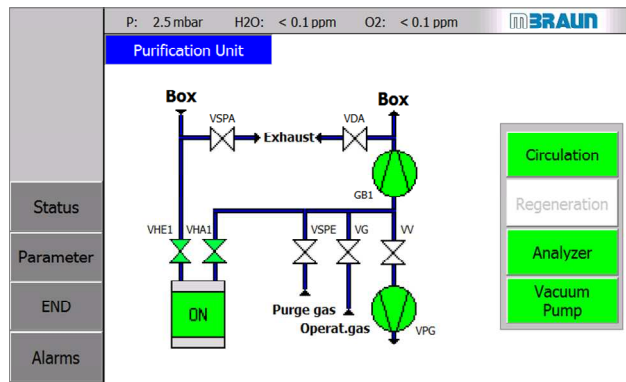 P: 2.5 mbar H2O: < 0.1 ppm O2: < 0.1 ppm mBRAUN
Purification Unit
Box
Box
VSPA
VDA
Exhaust
Circulation
GB1
Status
Regeneration
VHE1 VHA1 VSPE VG VV
Parameter
Analyzer
END
ON
Purge gas
Vacuum
Pump
Operat.gas
VPG
Alarms